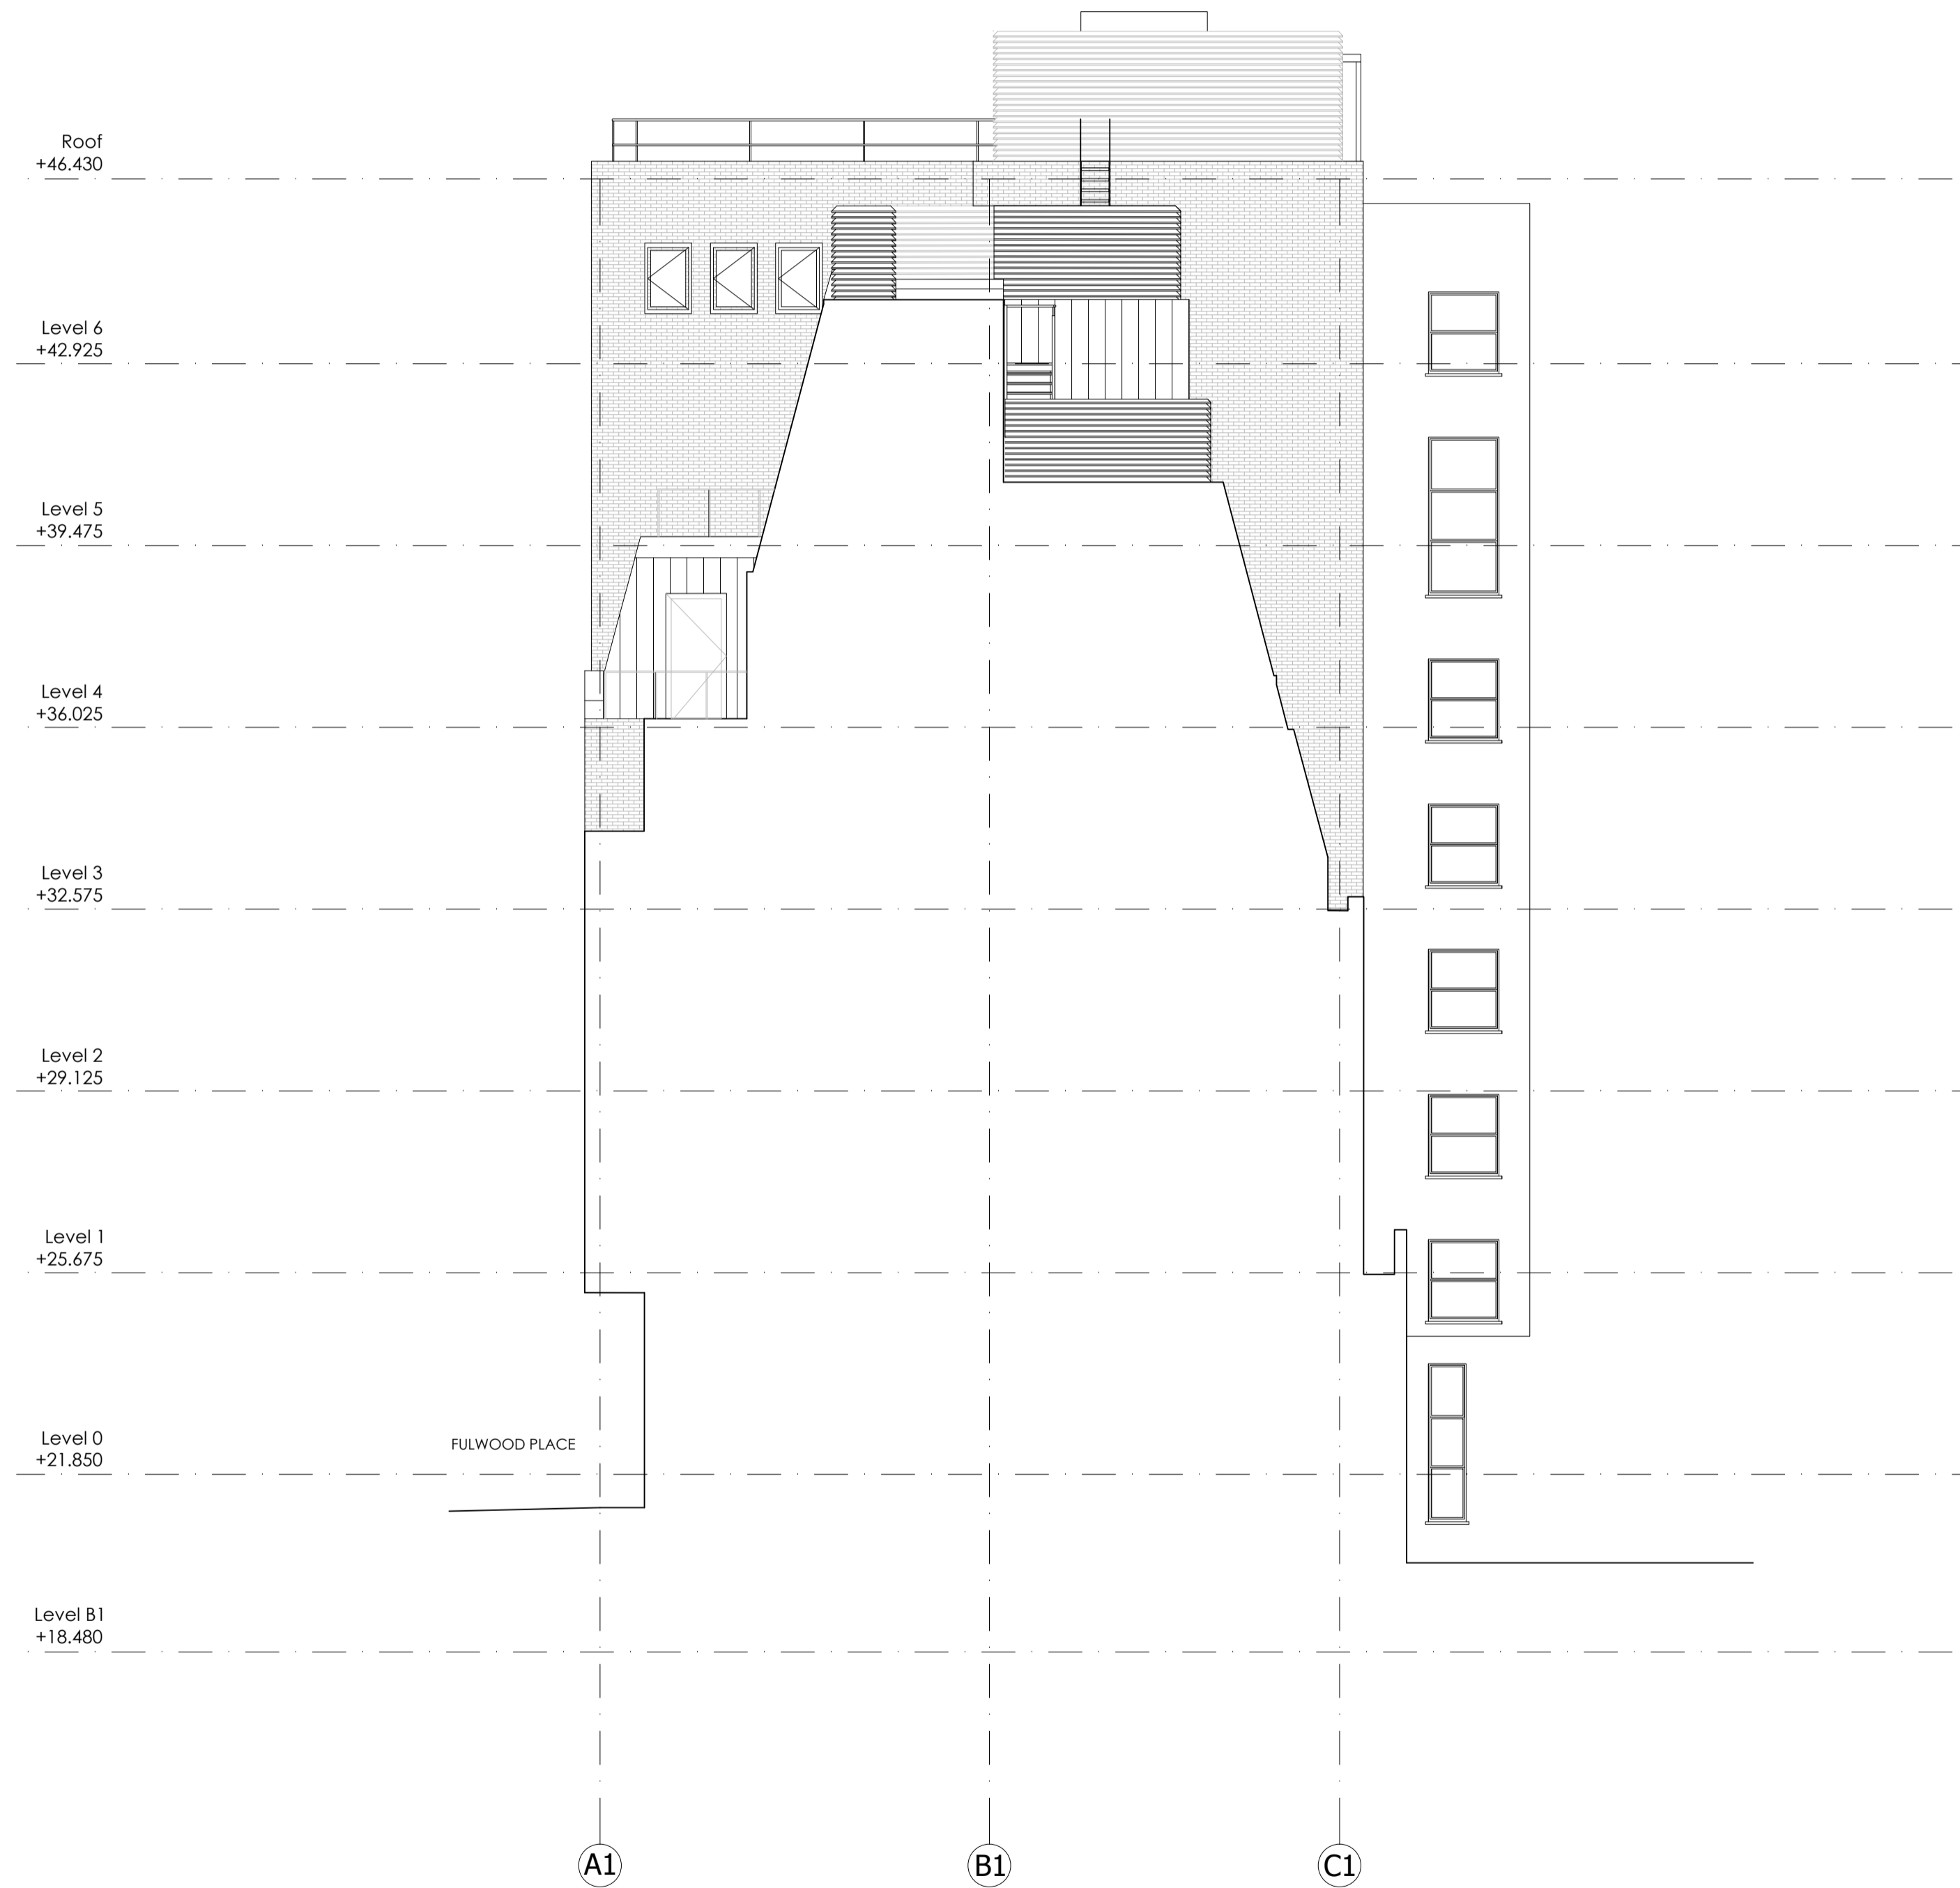 Roof
+46.430
Level 6
+42.925
Level 5
+39.475
Level 4
+36.025
Level 3
+32.575
Level 2
+29.125
Level 1
+25.675
Level 0
+21.850
FULWOOD PLACE
Level B1
+18.480
A1
B1
C1